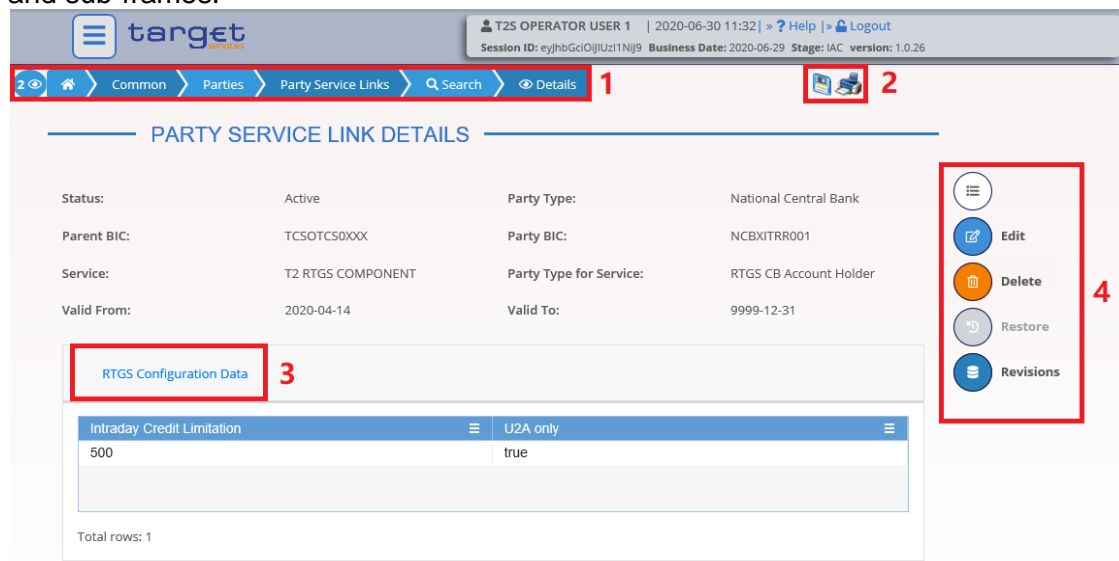 and sub-frames.
target
services
T2S OPERATOR USER 1 | 2020-06-30 11:32 | » ? Help | » Logout
Session ID: eyJhbGciOiJIUzI1NiJ9 Business Date: 2020-06-29 Stage: IAC version: 1.0.26
2 Common Parties Party Service Links Search Details 1
2
PARTY SERVICE LINK DETAILS
Status: Active Party Type: National Central Bank
Parent BIC: TCSOTCS0XXX Party BIC: NCBXITRR001
Edit
Service: T2 RTGS COMPONENT Party Type for Service: RTGS CB Account Holder
Delete
4
Valid From: 2020-04-14 Valid To: 9999-12-31
Restore
RTGS Configuration Data 3
Revisions
Intraday Credit Limitation U2A only
500 true
Total rows: 1